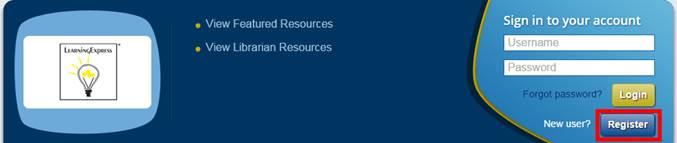 LEARNINGEXPRESS
View Featured Resources
View Librarian Resources
Sign in to your account
Username
Password
Forgot password?
Login
New user?
Register